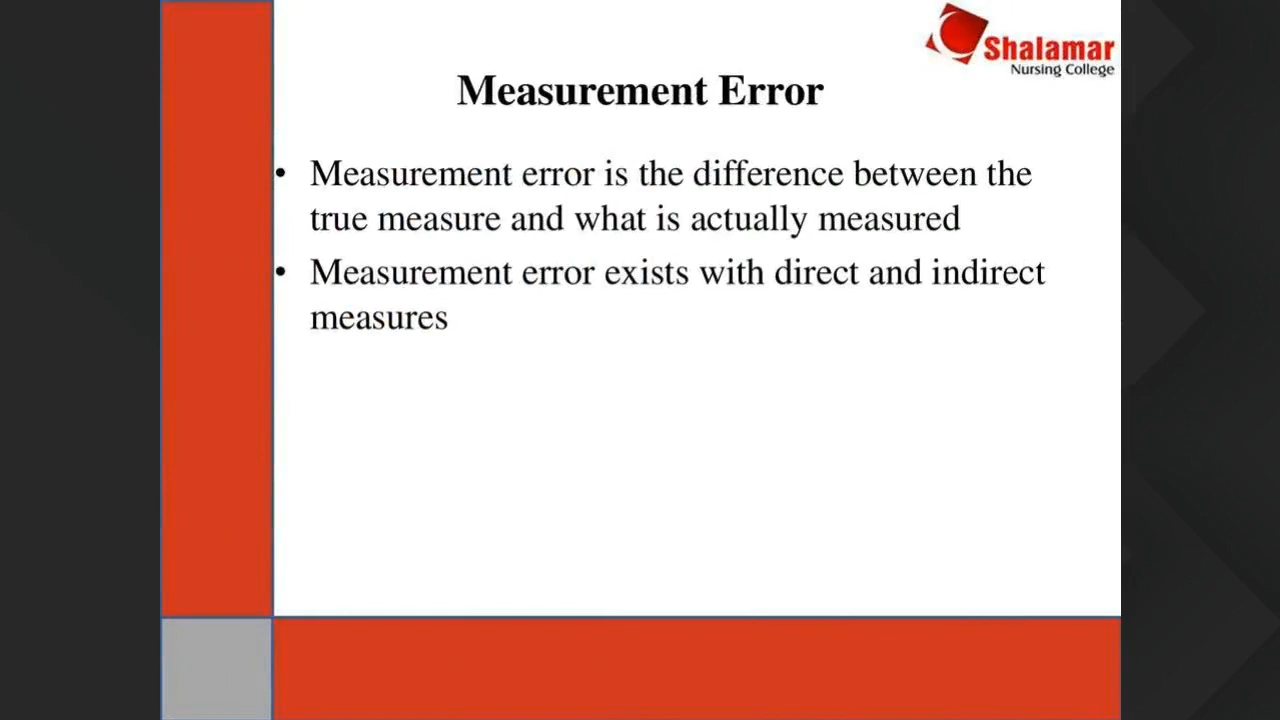 Shalamar
Nursing College
Measurement Error
• Measurement error is the difference between the
true measure and what is actually measured
• Measurement error exists with direct and indirect
measures